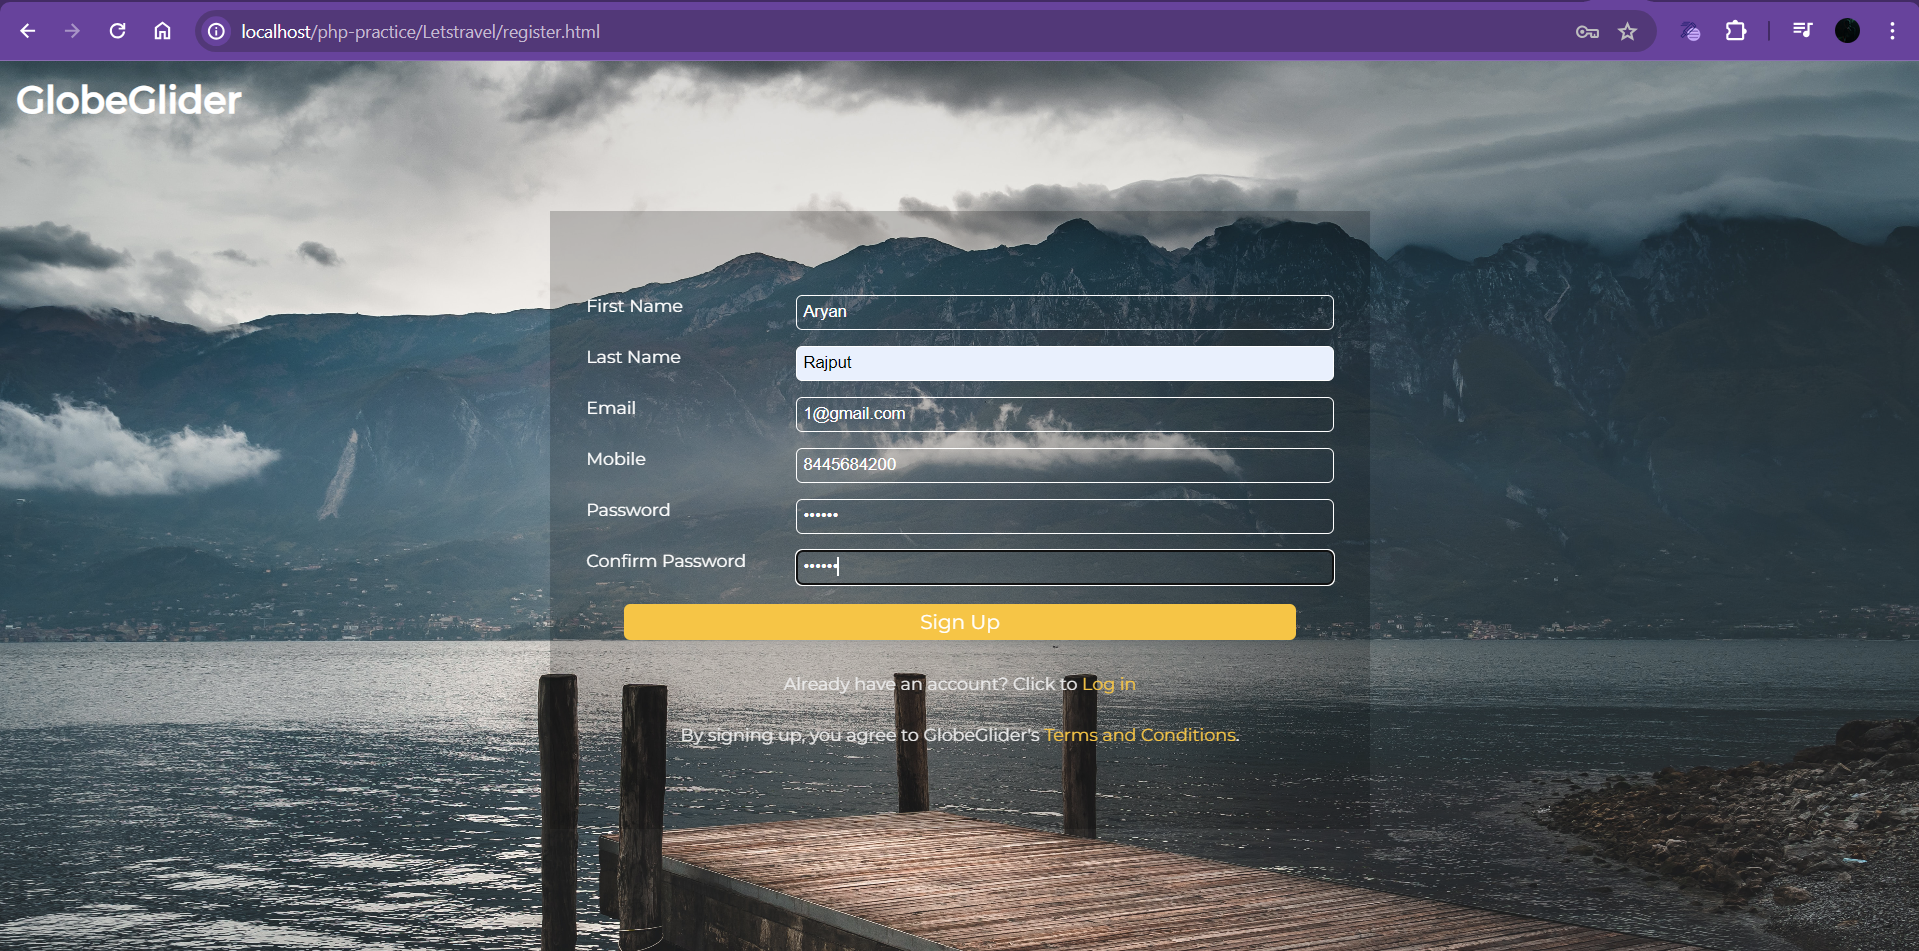 localhost/php-practice/Letstravel/register.html
GlobeGlider
First Name
Aryan
Last Name
Rajput
Email
1@gmail.com
Mobile
8445684200
Password
••••••
Confirm Password
••••••
Sign Up
Already have an account? Click to Log in
By signing up, you agree to GlobeGlider's Terms and Conditions.